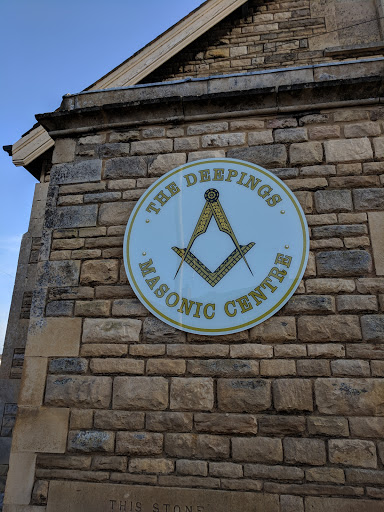 THE DEEPINGS
MASONIC CENTRE
THIS STONE